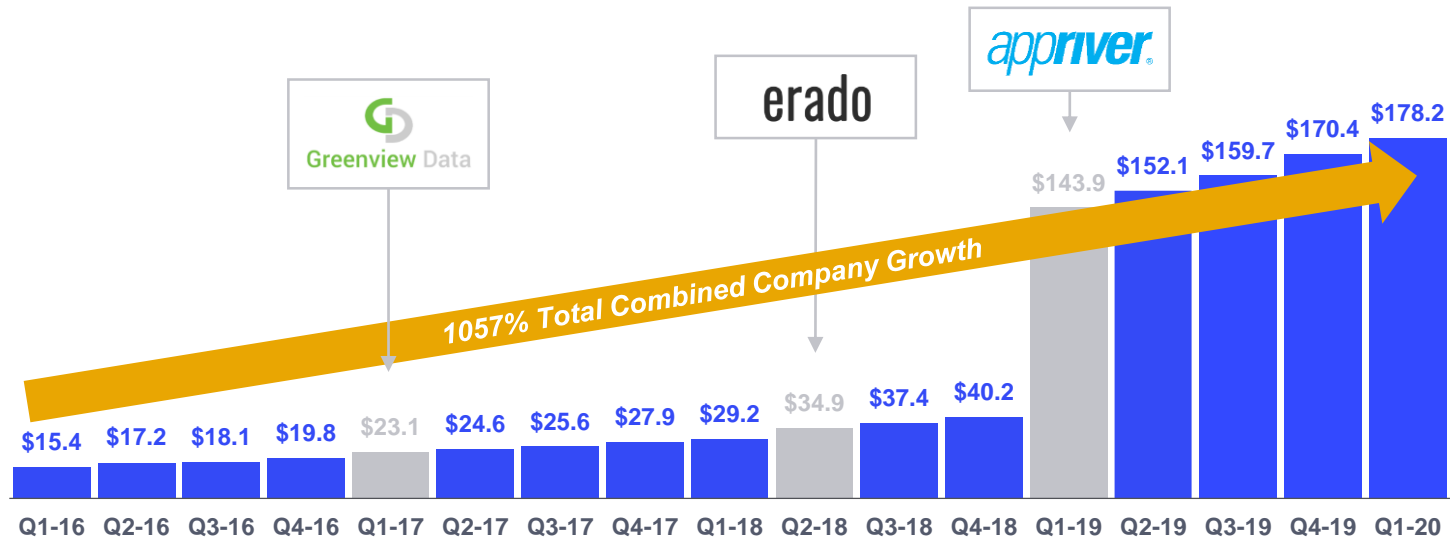 appriver®
erado
Greenview Data
1057% Total Combined Company Growth
$15.4 $17.2 $18.1 $19.8 $23.1 $24.6 $25.6 $27.9 $29.2 $34.9 $37.4 $40.2 $143.9 $152.1 $159.7 $170.4 $178.2
Q1-16 Q2-16 Q3-16 Q4-16 Q1-17 Q2-17 Q3-17 Q4-17 Q1-18 Q2-18 Q3-18 Q4-18 Q1-19 Q2-19 Q3-19 Q4-19 Q1-20